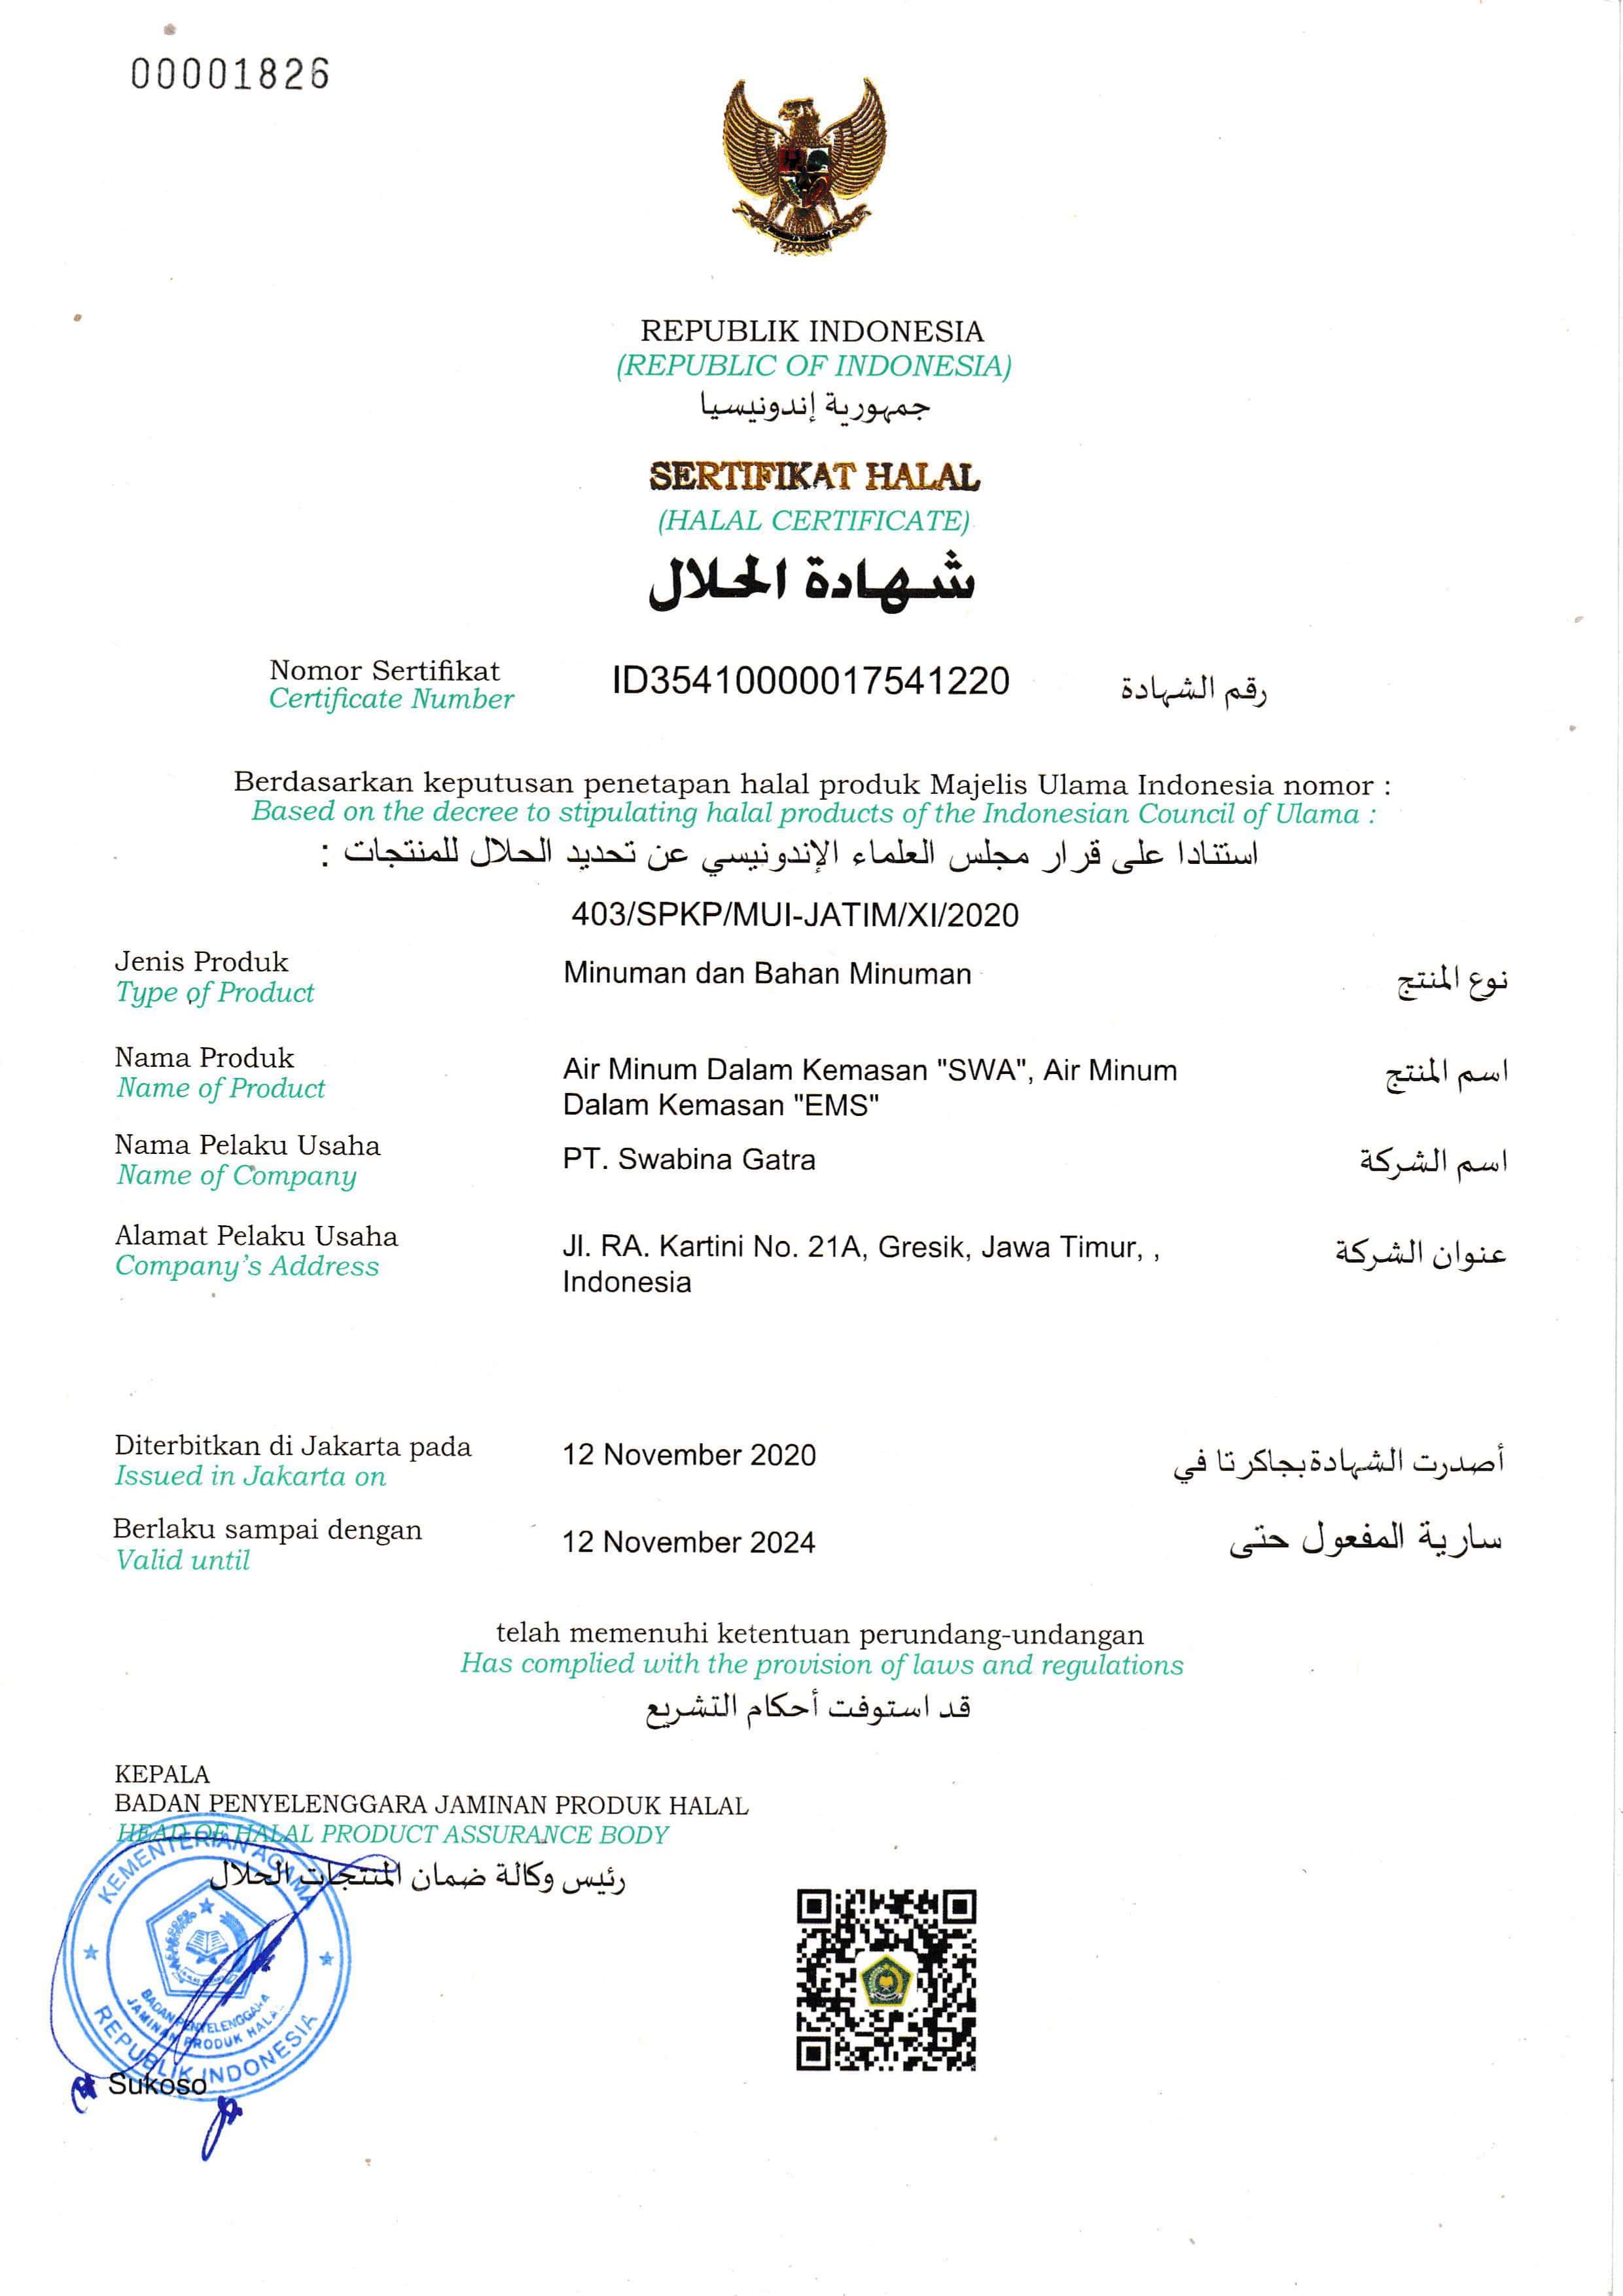 00001826
REPUBLIK INDONESIA
(REPUBLIC OF INDONESIA)
جمهورية إندونيسيا
SERTIFIKAT HALAL
(HALAL CERTIFICATE)
شهادة الحلال
Nomor Sertifikat ID35410000017541220 رقم الشهادة
Certificate Number
Berdasarkan keputusan penetapan halal produk Majelis Ulama Indonesia nomor :
Based on the decree to stipulating halal products of the Indonesian Council of Ulama :
استنادا على قرار مجلس العلماء الإندونيسي عن تحديد الحلال للمنتجات :
403/SPKP/MUI-JATIM/XI/2020
Jenis Produk Minuman dan Bahan Minuman نوع المنتج
Type of Product
Nama Produk Air Minum Dalam Kemasan "SWA", Air Minum اسم المنتج
Name of Product Dalam Kemasan "EMS"
Nama Pelaku Usaha PT. Swabina Gatra اسم الشركة
Name of Company
Alamat Pelaku Usaha Jl. RA. Kartini No. 21A, Gresik, Jawa Timur, , عنوان الشركة
Company's Address Indonesia
Diterbitkan di Jakarta pada 12 November 2020 أصدرت الشهادة بجاكرتا في
Issued in Jakarta on
Berlaku sampai dengan 12 November 2024 سارية المفعول حتى
Valid until
telah memenuhi ketentuan perundang-undangan
Has complied with the provision of laws and regulations
قد استوفت أحكام التشريع
KEPALA
BADAN PENYELENGGARA JAMINAN PRODUK HALAL
HEAD OF HALAL PRODUCT ASSURANCE BODY
رئيس وكالة ضمان المنتجات الحلال
KEMENTERIAN AGAMA
BADAN PENYELENGGARA
JAMINAN PRODUK HALAL
REPUBLIK INDONESIA
Sukoso